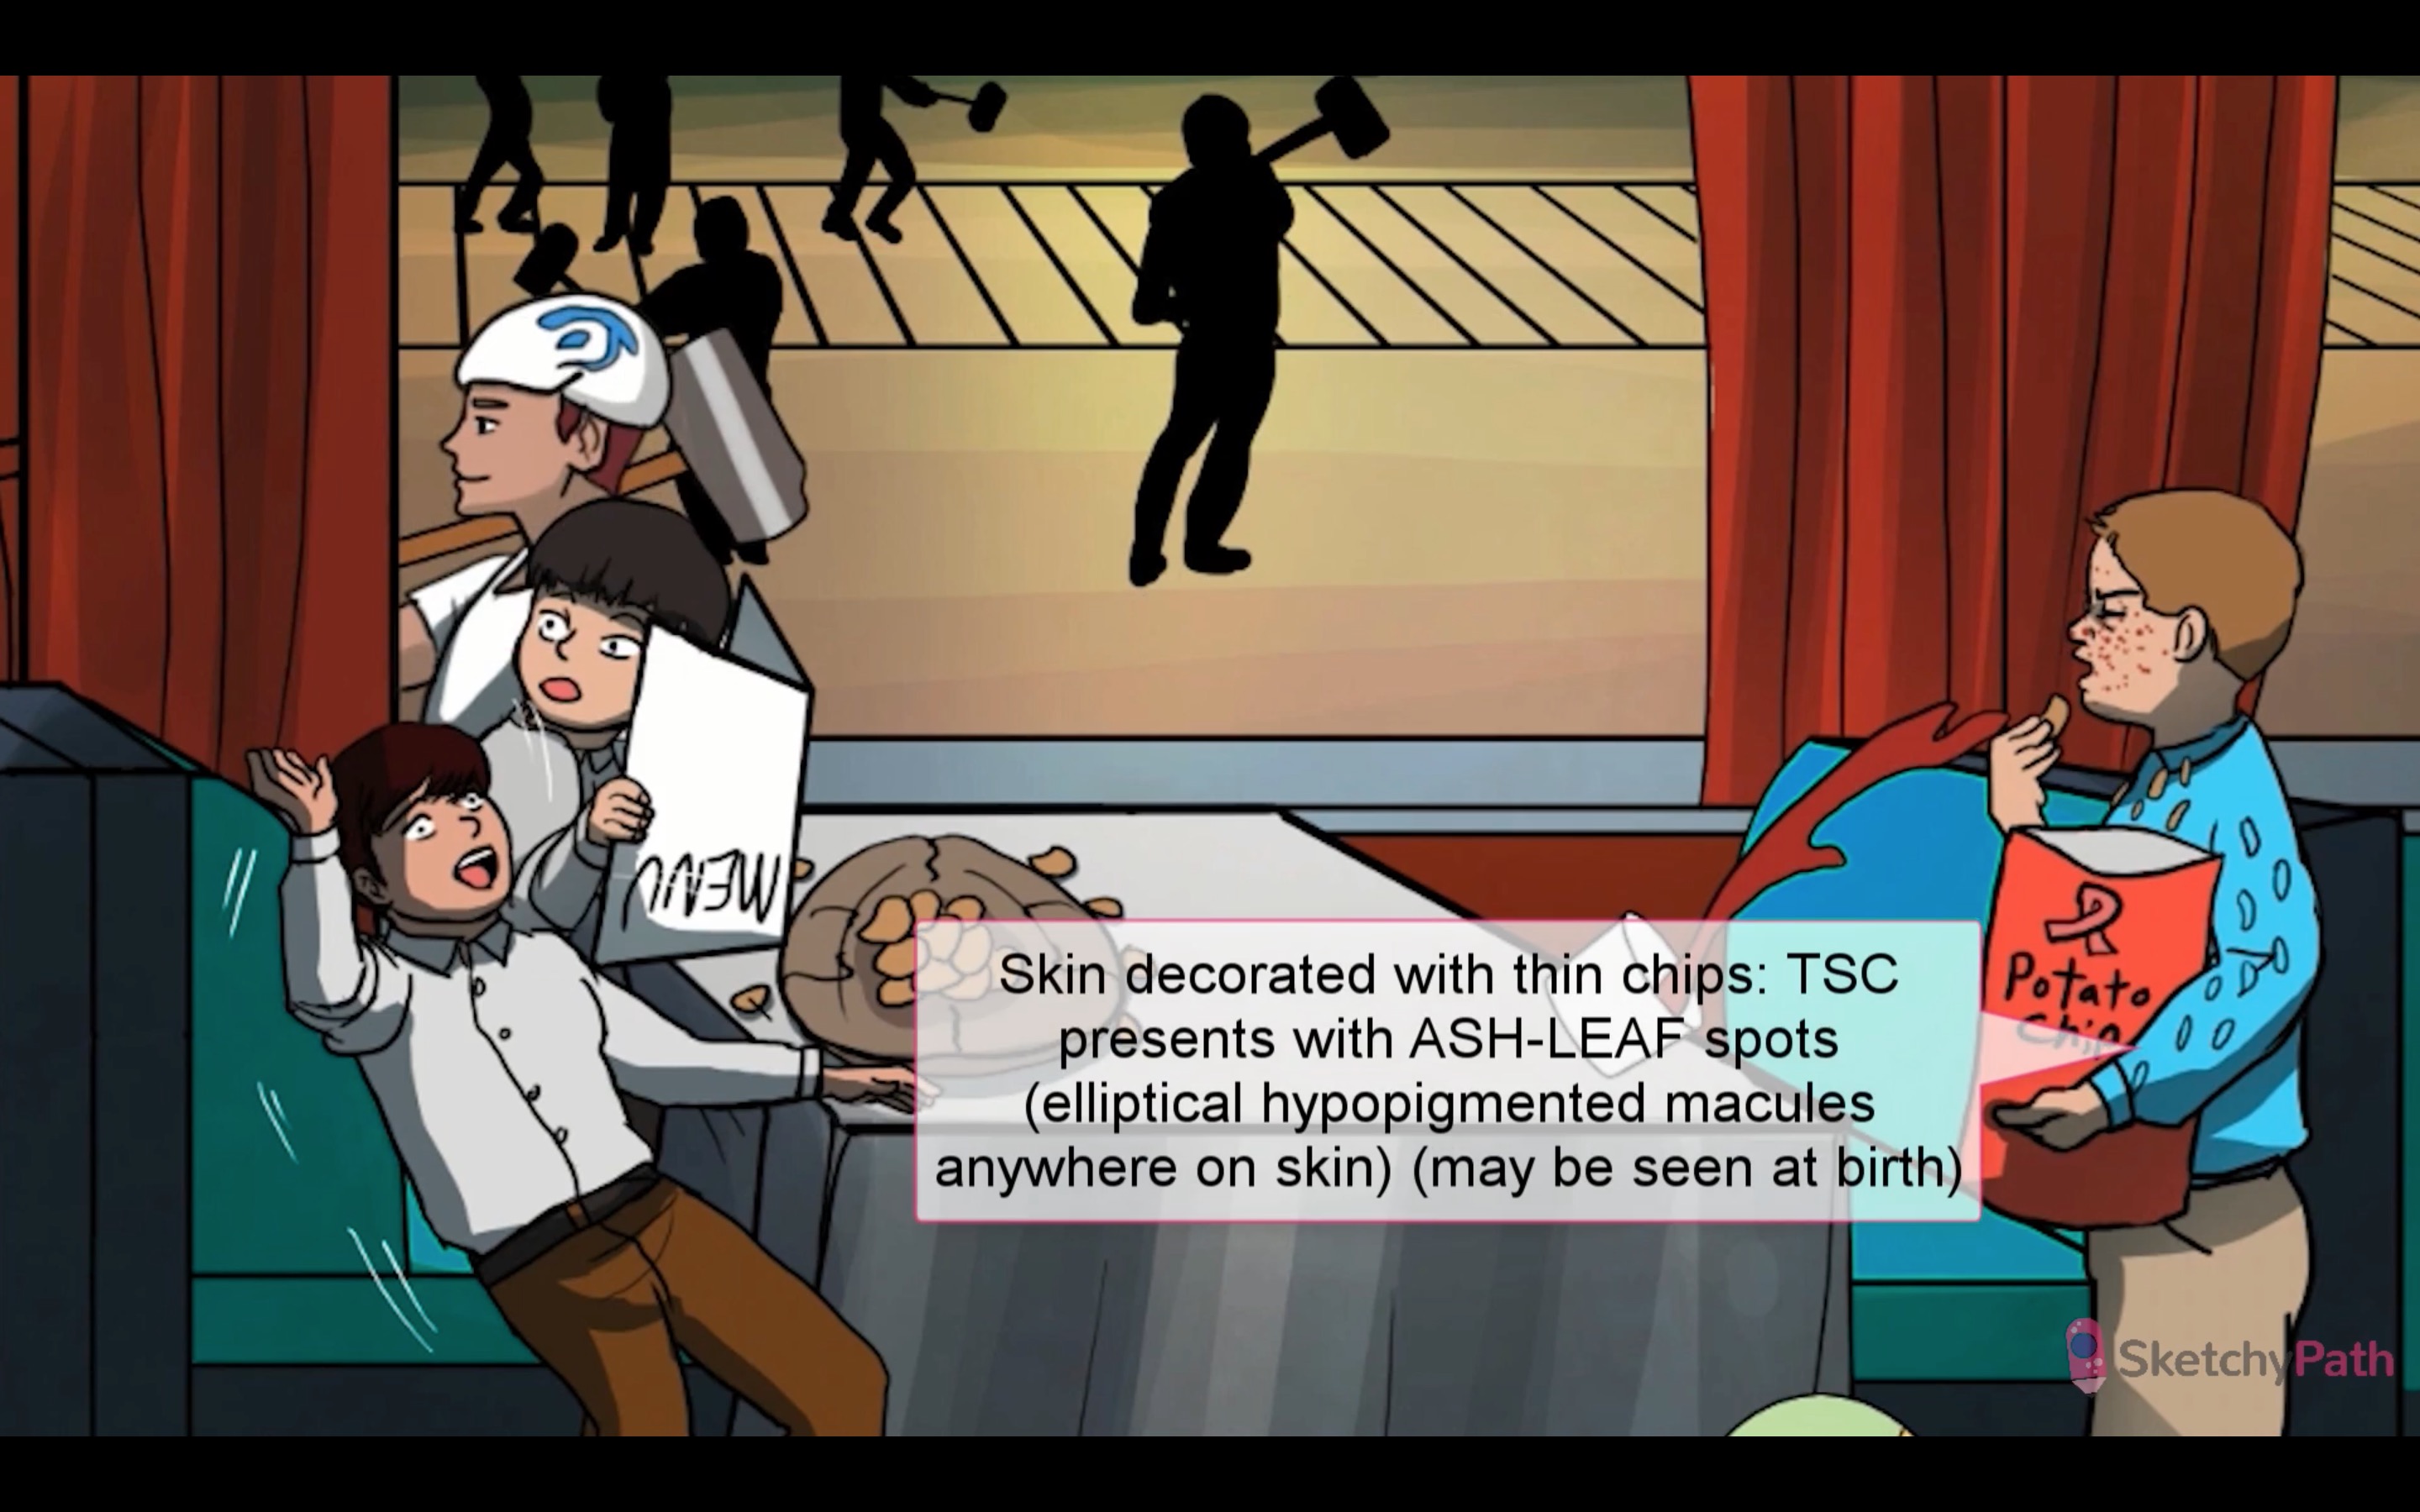 MENU
Potato
Chip
Skin decorated with thin chips: TSC
presents with ASH-LEAF spots
(elliptical hypopigmented macules
anywhere on skin) (may be seen at birth)
SketchyPath